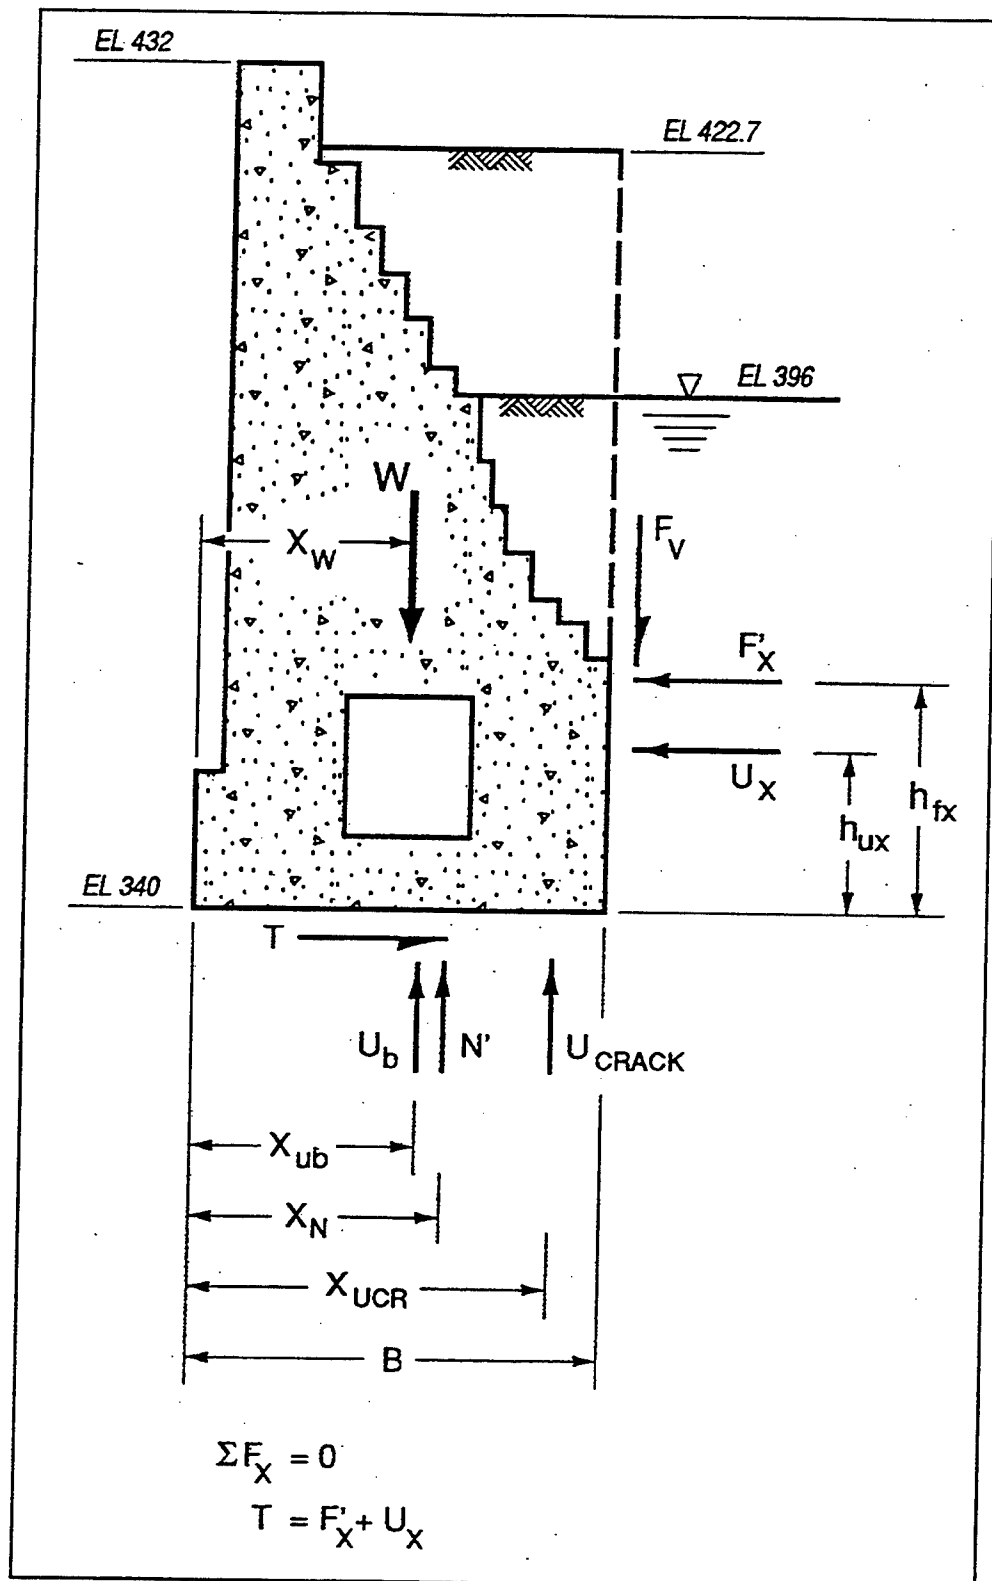 EL 432
EL 422.7
EL 396
W
X_W
F_V
F'_X
U_X
h_fx
h_ux
EL 340
T
U_b
N'
U_CRACK
X_ub
X_N
X_UCR
B
ΣF_X = 0
T = F'_X + U_X